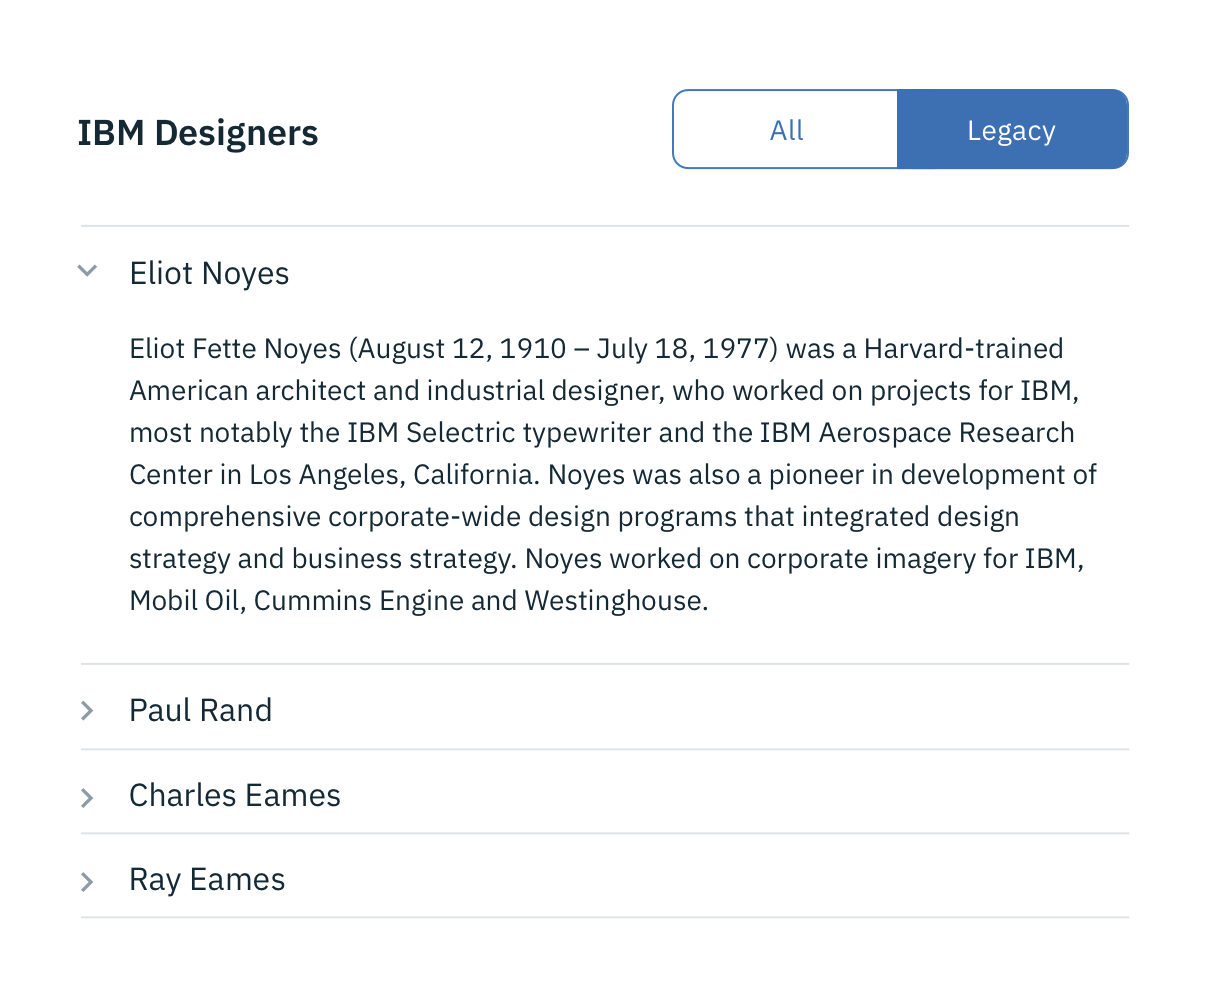 IBM Designers
All
Legacy
Eliot Noyes
Eliot Fette Noyes (August 12, 1910 – July 18, 1977) was a Harvard-trained
American architect and industrial designer, who worked on projects for IBM,
most notably the IBM Selectric typewriter and the IBM Aerospace Research
Center in Los Angeles, California. Noyes was also a pioneer in development of
comprehensive corporate-wide design programs that integrated design
strategy and business strategy. Noyes worked on corporate imagery for IBM,
Mobil Oil, Cummins Engine and Westinghouse.
Paul Rand
Charles Eames
Ray Eames